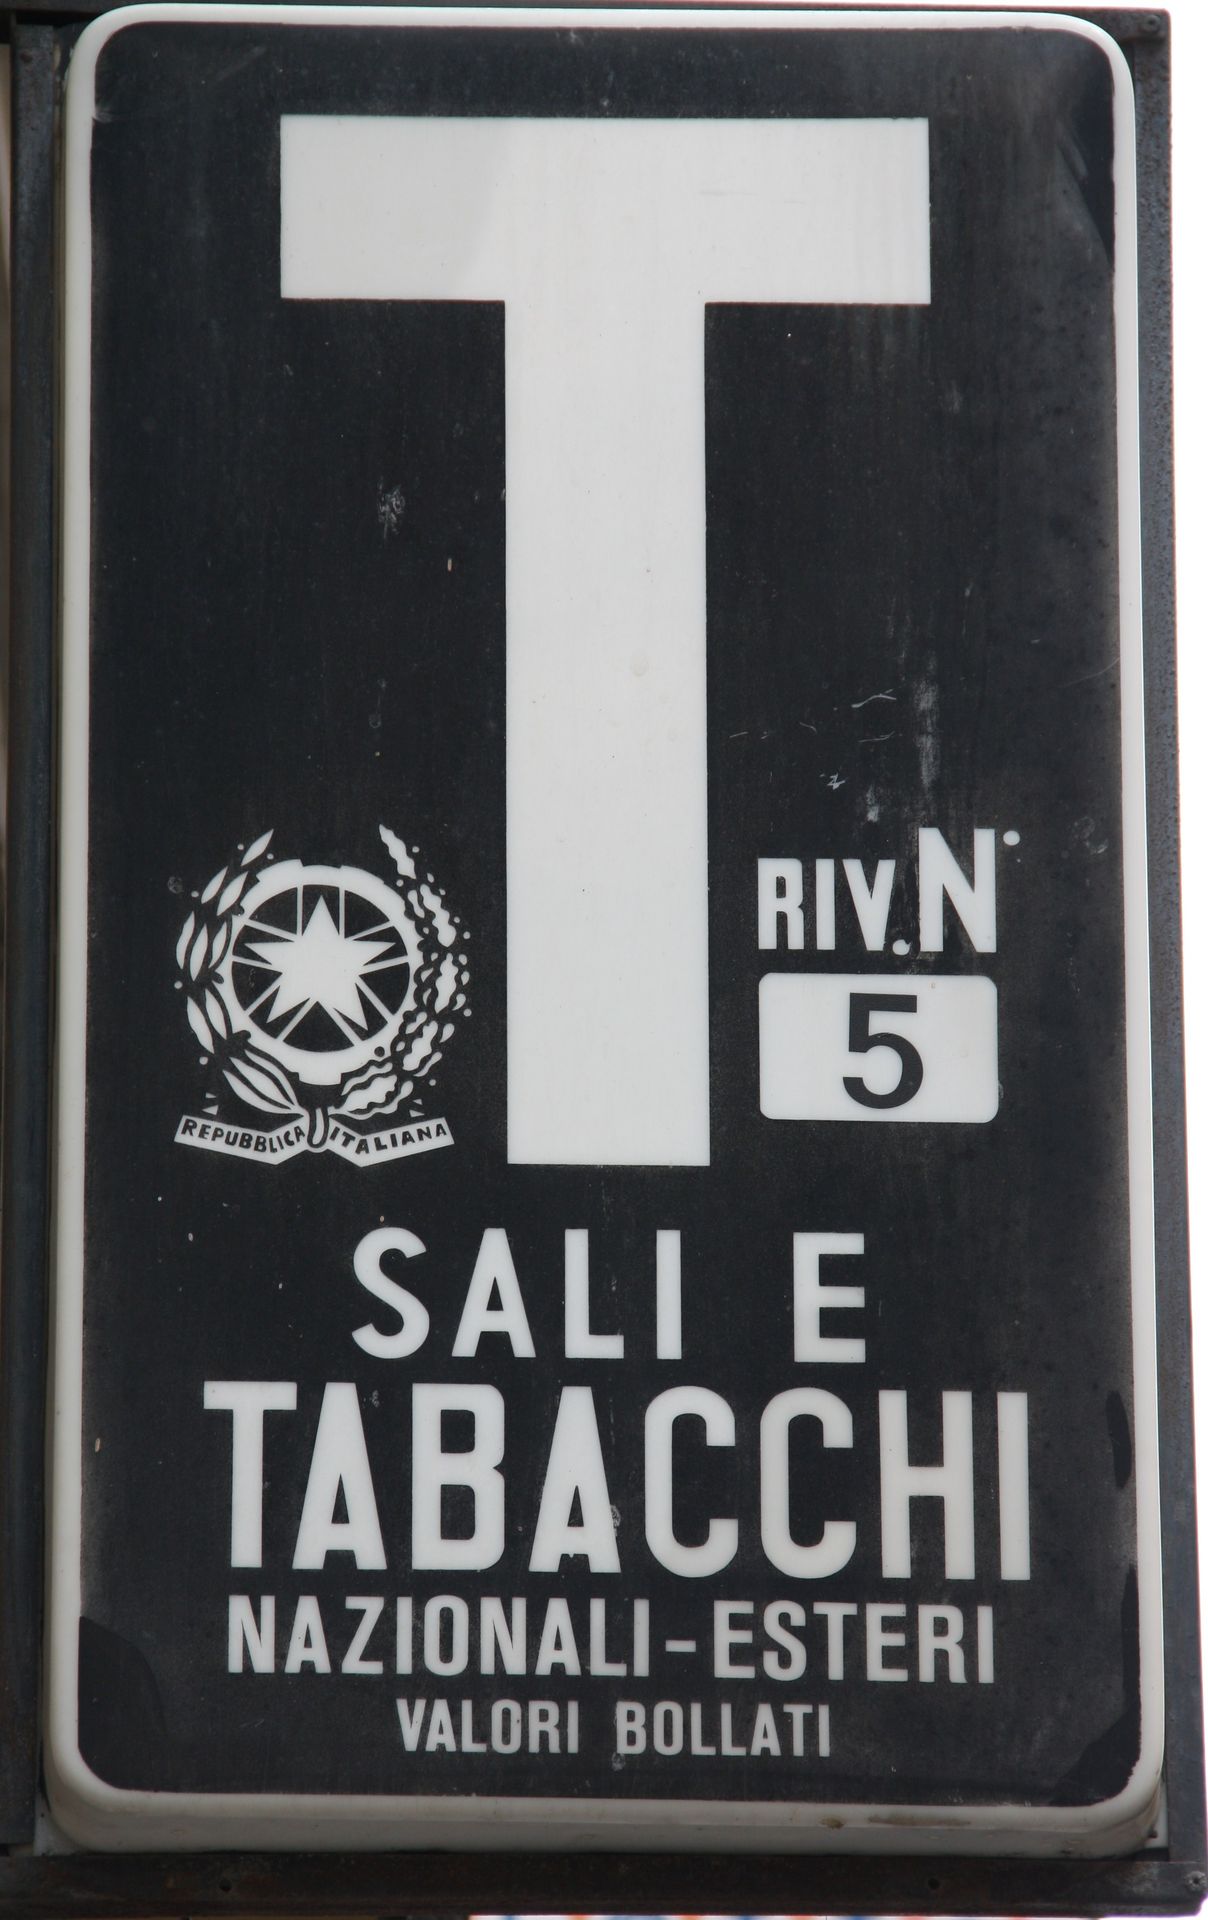 T
RIV. N°
5
REPUBBLICA ITALIANA
SALI E
TABACCHI
NAZIONALI-ESTERI
VALORI BOLLATI